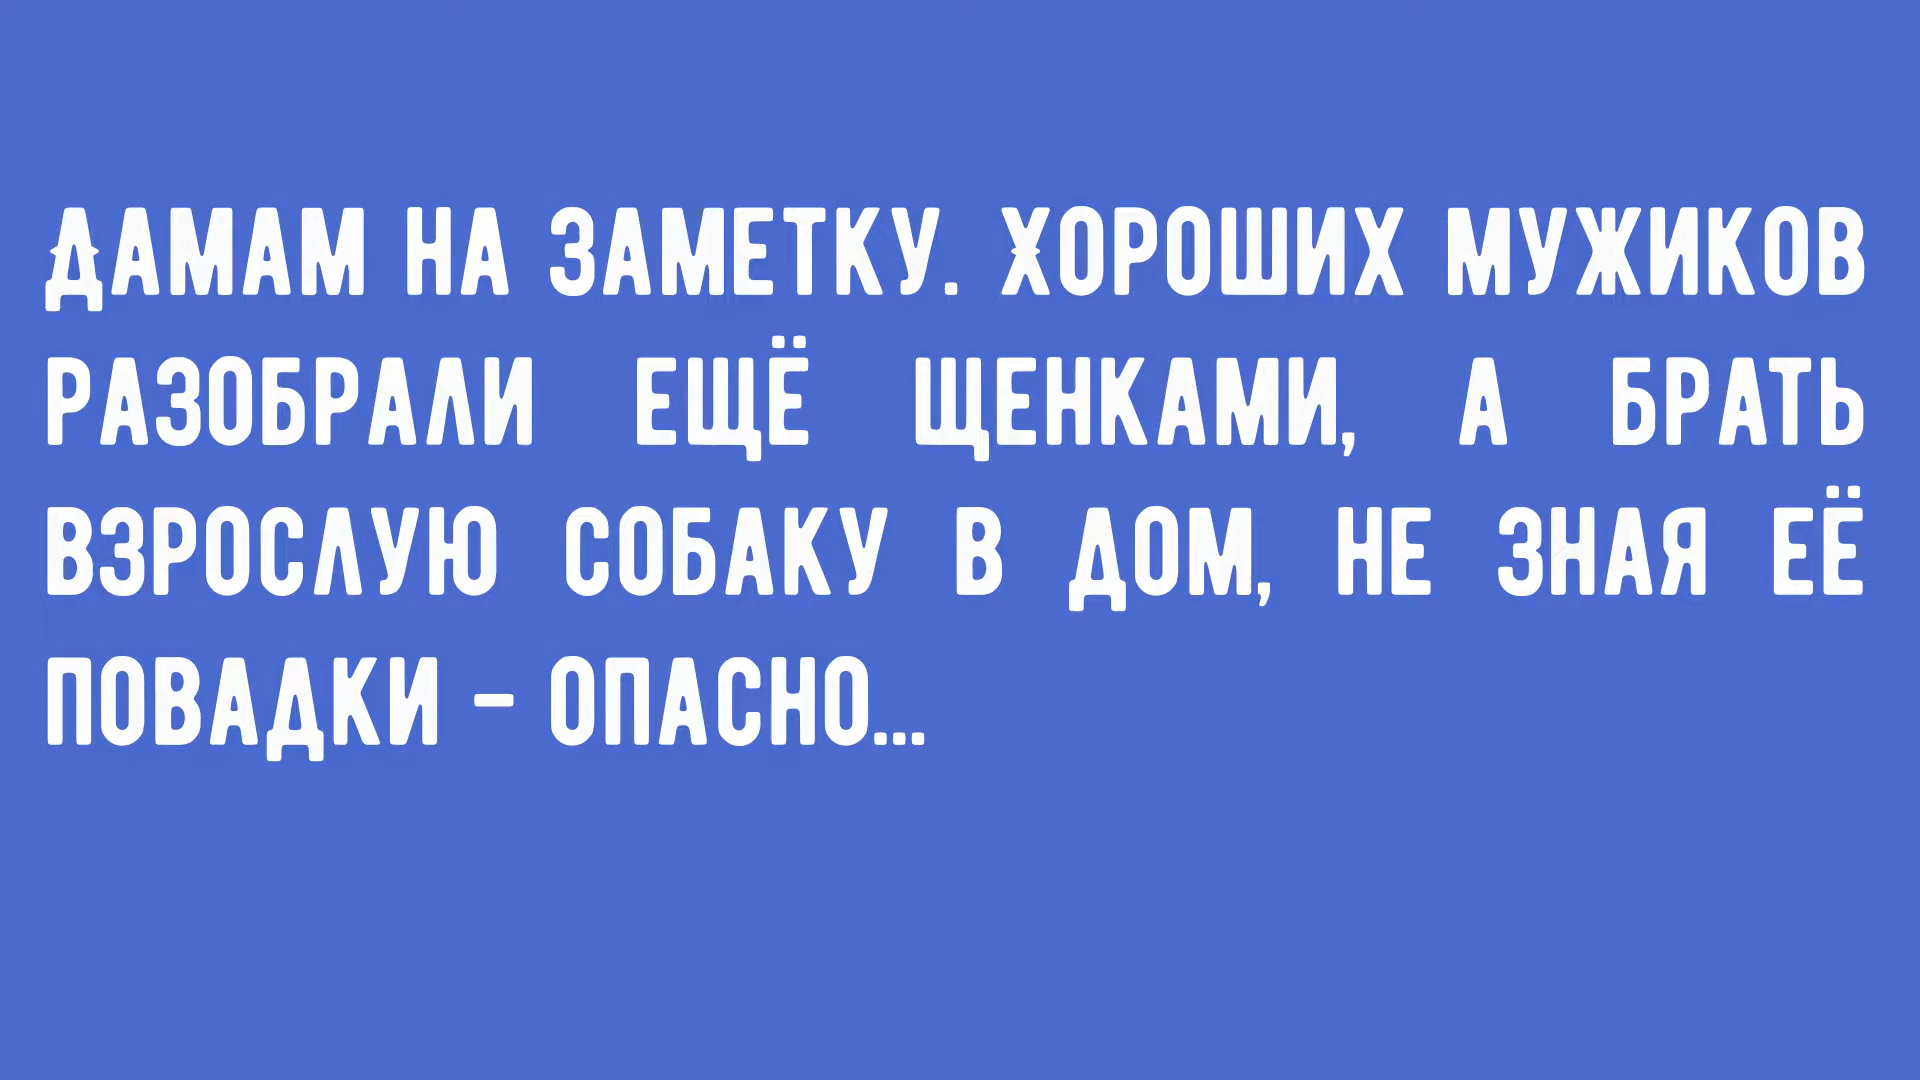 ДАМАМ НА ЗАМЕТКУ. ХОРОШИХ МУЖИКОВ
РАЗОБРАЛИ ЕЩЁ ЩЕНКАМИ, А БРАТЬ
ВЗРОСЛУЮ СОБАКУ В ДОМ, НЕ ЗНАЯ ЕЁ
ПОВАДКИ – ОПАСНО...